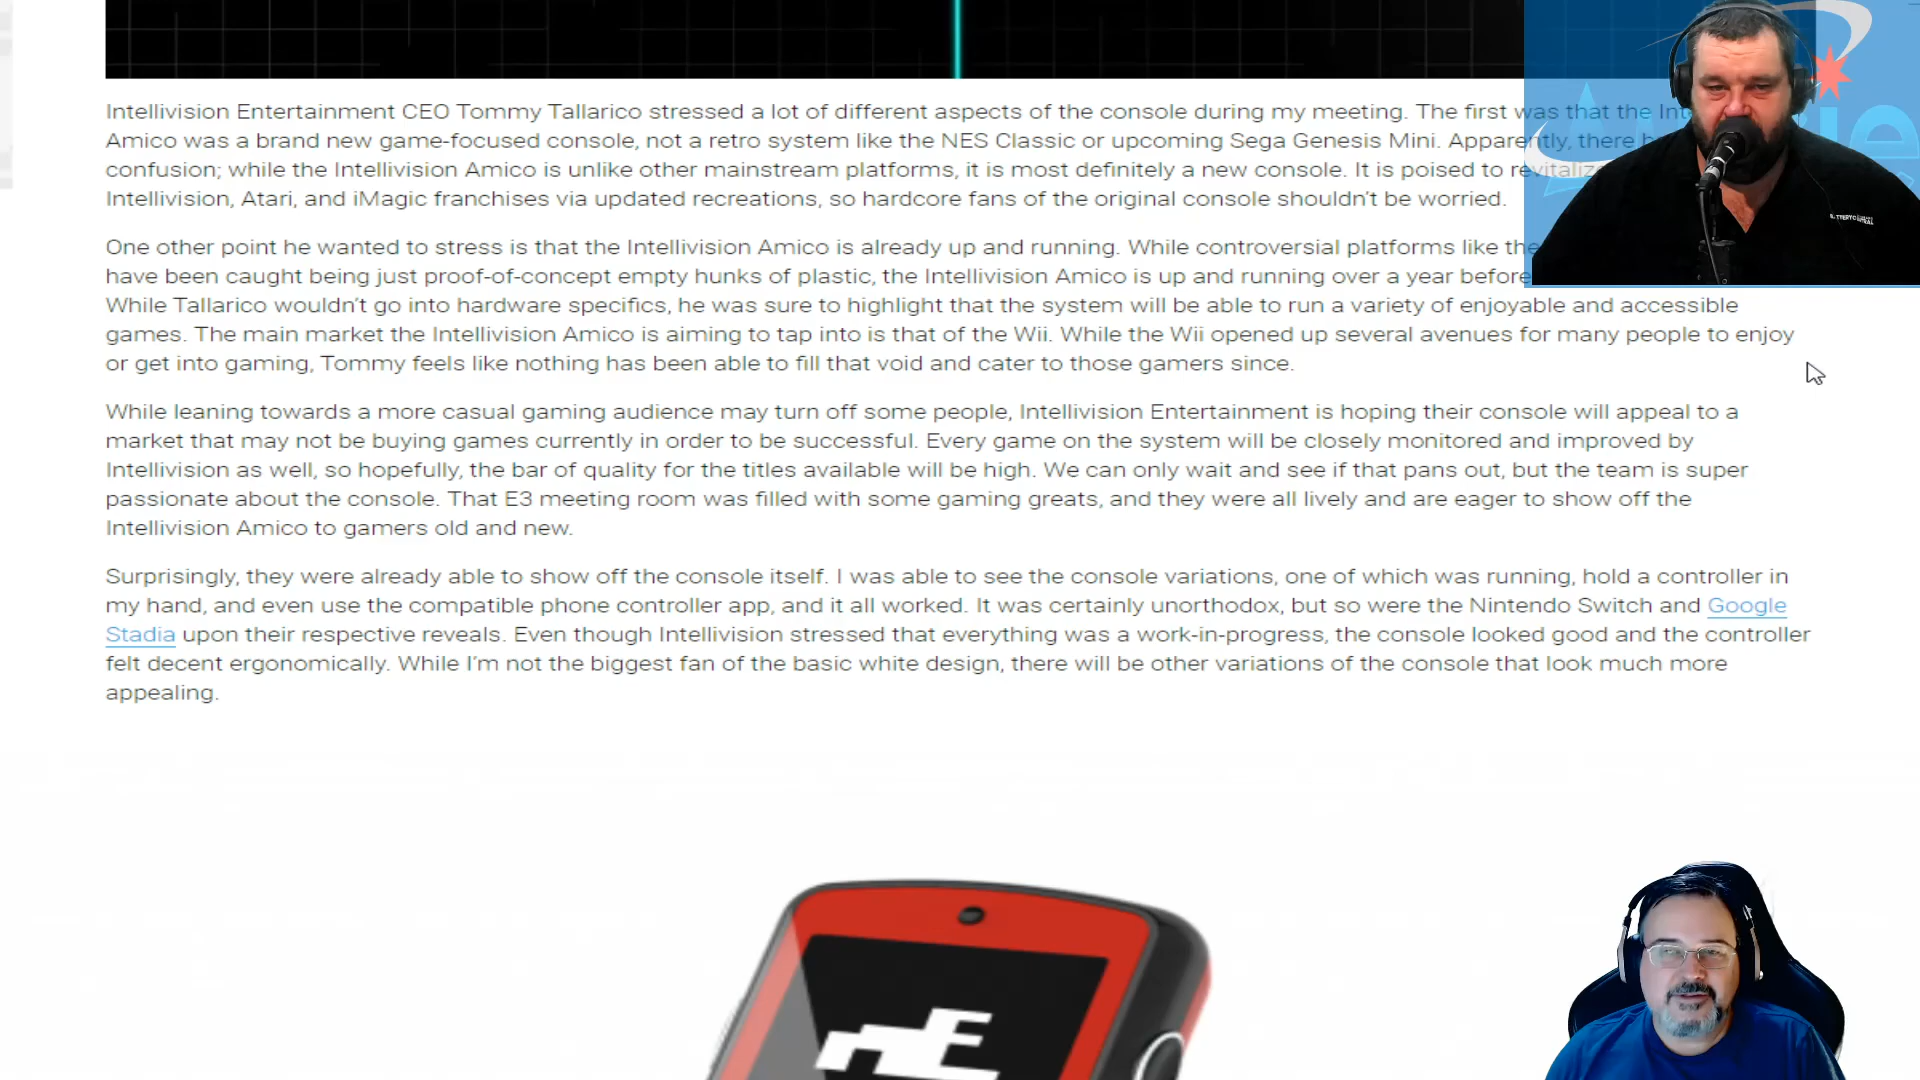 Intellivision Entertainment CEO Tommy Tallarico stressed a lot of different aspects of the console during my meeting. The first was that the
Amico was a brand new game-focused console, not a retro system like the NES Classic or upcoming Sega Genesis Mini. Apparently, there
confusion; while the Intellivision Amico is unlike other mainstream platforms, it is most definitely a new console. It is poised to revitaliz
Intellivision, Atari, and iMagic franchises via updated recreations, so hardcore fans of the original console shouldn't be worried.
One other point he wanted to stress is that the Intellivision Amico is already up and running. While controversial platforms like the
have been caught being just proof-of-concept empty hunks of plastic, the Intellivision Amico is up and running over a year before
While Tallarico wouldn't go into hardware specifics, he was sure to highlight that the system will be able to run a variety of enjoyable and accessible
games. The main market the Intellivision Amico is aiming to tap into is that of the Wii. While the Wii opened up several avenues for many people to enjoy
or get into gaming, Tommy feels like nothing has been able to fill that void and cater to those gamers since.
While leaning towards a more casual gaming audience may turn off some people, Intellivision Entertainment is hoping their console will appeal to a
market that may not be buying games currently in order to be successful. Every game on the system will be closely monitored and improved by
Intellivision as well, so hopefully, the bar of quality for the titles available will be high. We can only wait and see if that pans out, but the team is super
passionate about the console. That E3 meeting room was filled with some gaming greats, and they were all lively and are eager to show off the
Intellivision Amico to gamers old and new.
Surprisingly, they were already able to show off the console itself. I was able to see the console variations, one of which was running, hold a controller in
my hand, and even use the compatible phone controller app, and it all worked. It was certainly unorthodox, but so were the Nintendo Switch and Google
Stadia upon their respective reveals. Even though Intellivision stressed that everything was a work-in-progress, the console looked good and the controller
felt decent ergonomically. While I'm not the biggest fan of the basic white design, there will be other variations of the console that look much more
appealing.